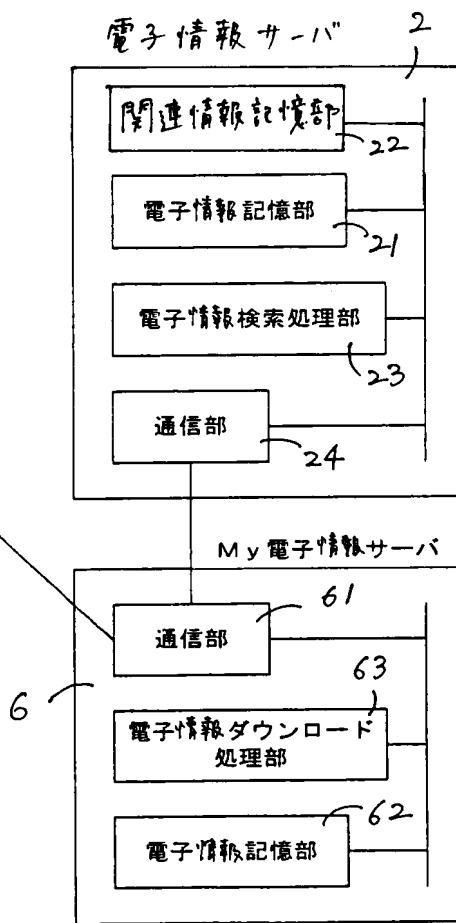 電子情報サーバ
2
関連情報記憶部
22
電子情報記憶部
21
電子情報検索処理部
23
通信部
24
My電子情報サーバ
通信部
61
6
63
電子情報ダウンロード
処理部
62
電子情報記憶部